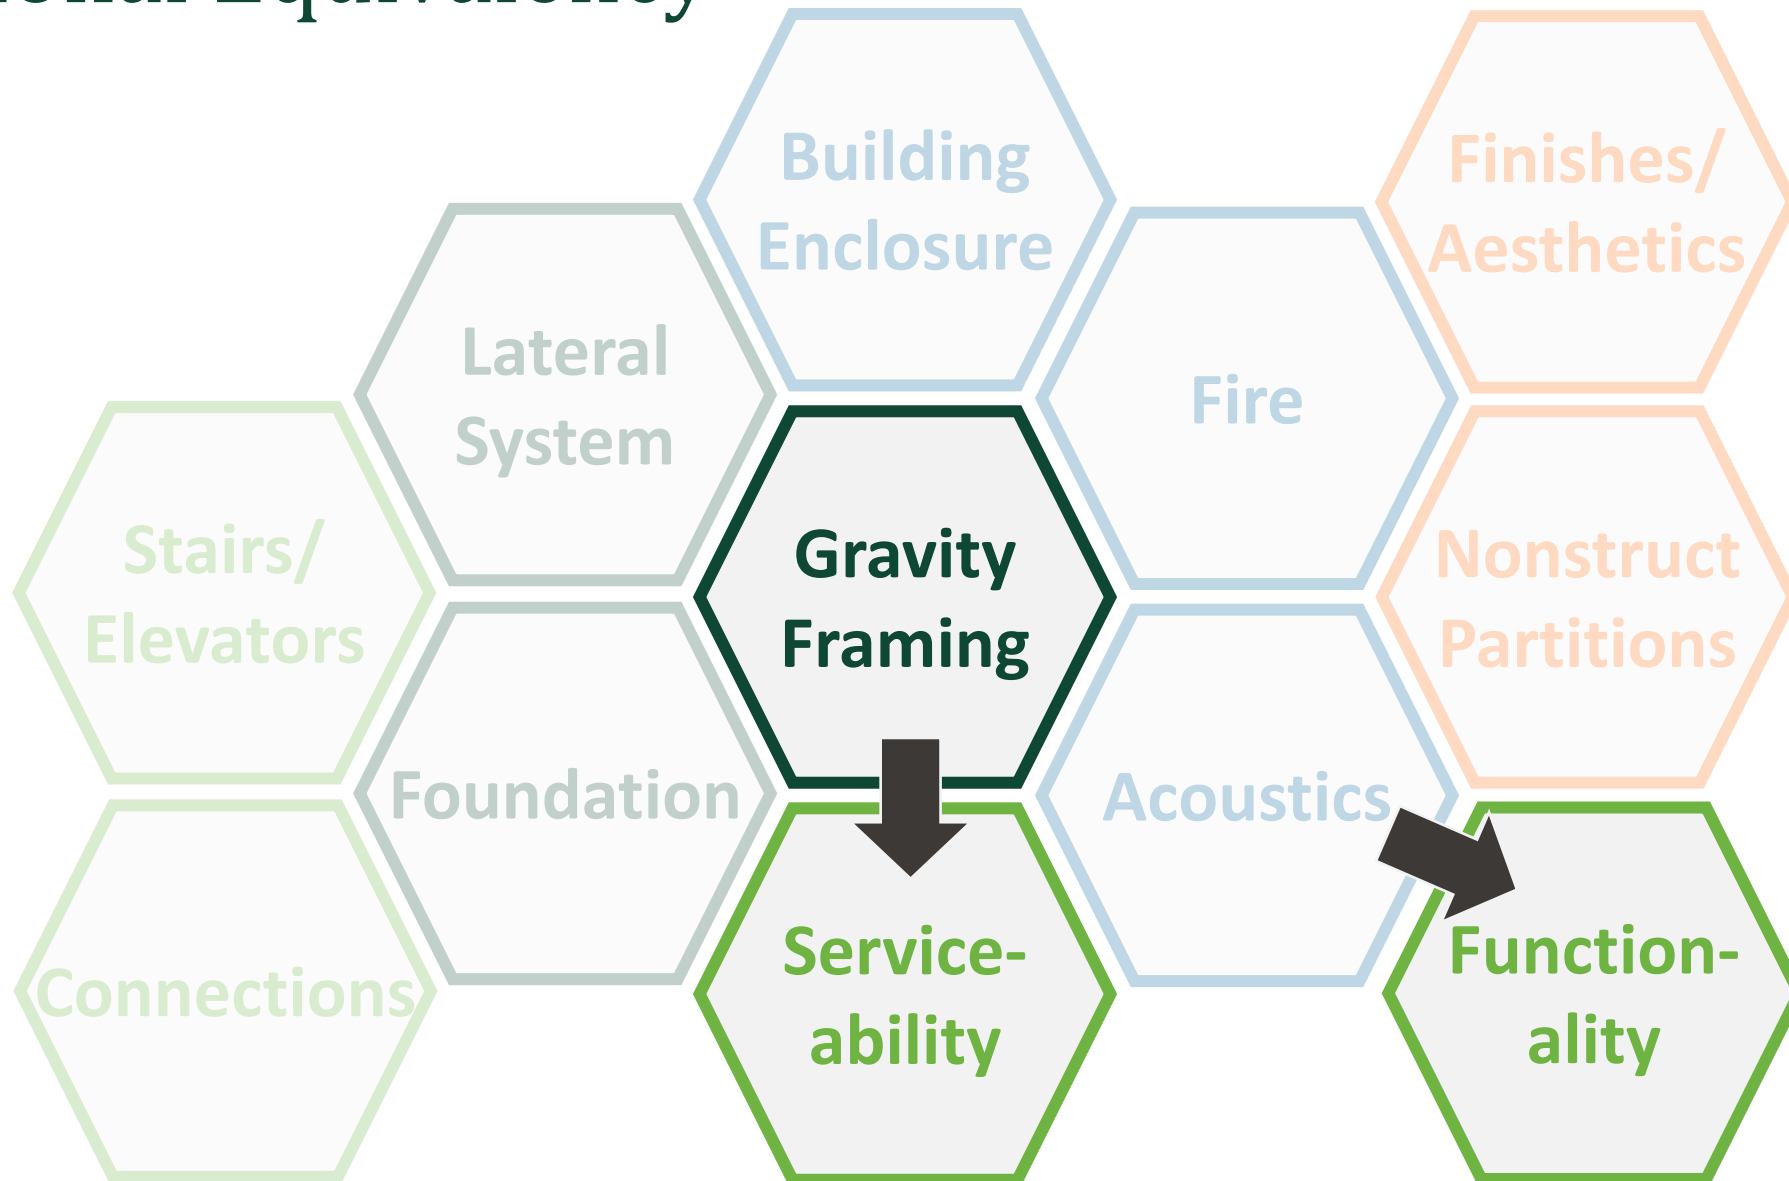 Equivalency
Building
Enclosure
Finishes/
Aesthetics
Lateral
System
Fire
Stairs/
Elevators
Gravity
Framing
Nonstruct
Partitions
Foundation
Acoustics
Connections
Service-
ability
Function-
ality